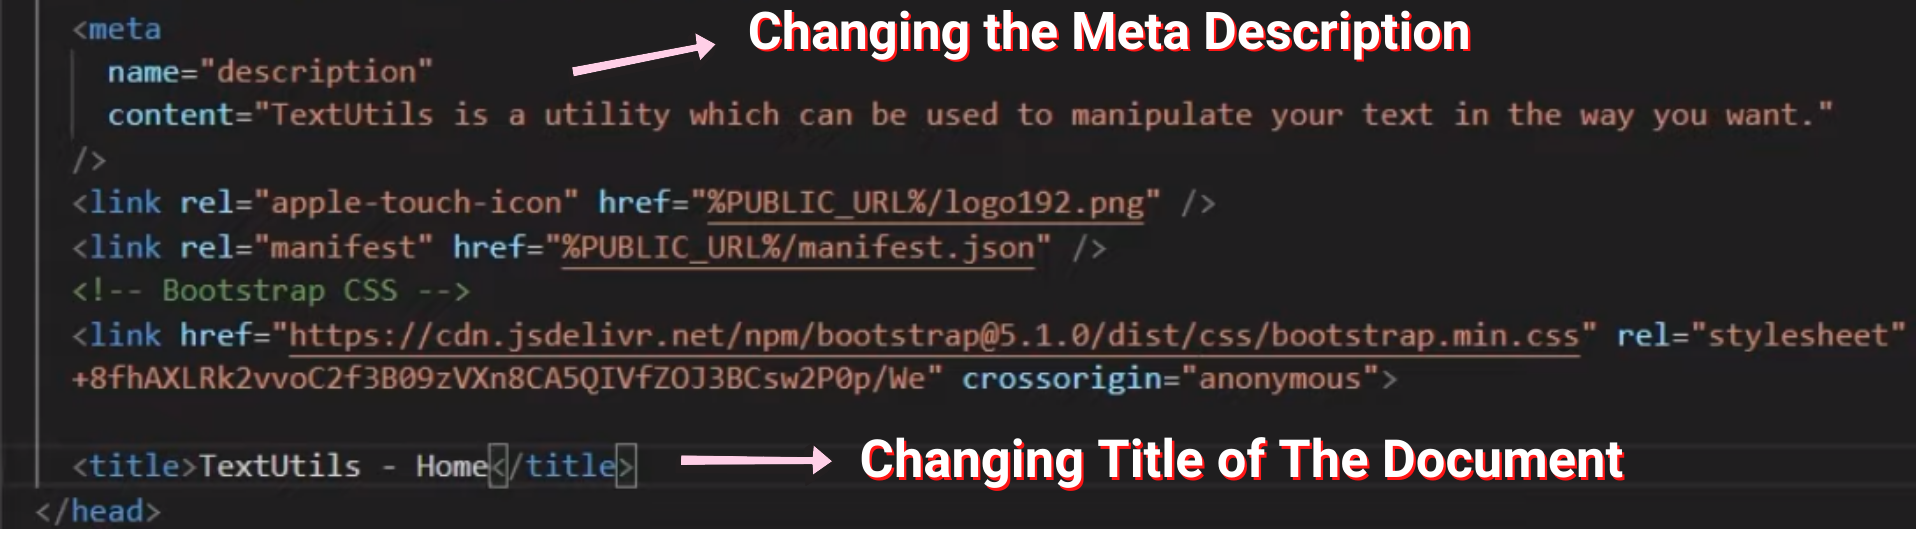 <meta
Changing the Meta Description
name="description"
content="TextUtils is a utility which can be used to manipulate your text in the way you want."
/>
<link rel="apple-touch-icon" href="%PUBLIC_URL%/logo192.png" />
<link rel="manifest" href="%PUBLIC_URL%/manifest.json" />
<!-- Bootstrap CSS -->
<link href="https://cdn.jsdelivr.net/npm/bootstrap@5.1.0/dist/css/bootstrap.min.css" rel="stylesheet"
+8fhAXLRk2vvoC2f3B09zVXn8CA5QIVfZOJ3BCsw2P0p/We" crossorigin="anonymous">
<title>TextUtils - Home</title>
Changing Title of The Document
</head>